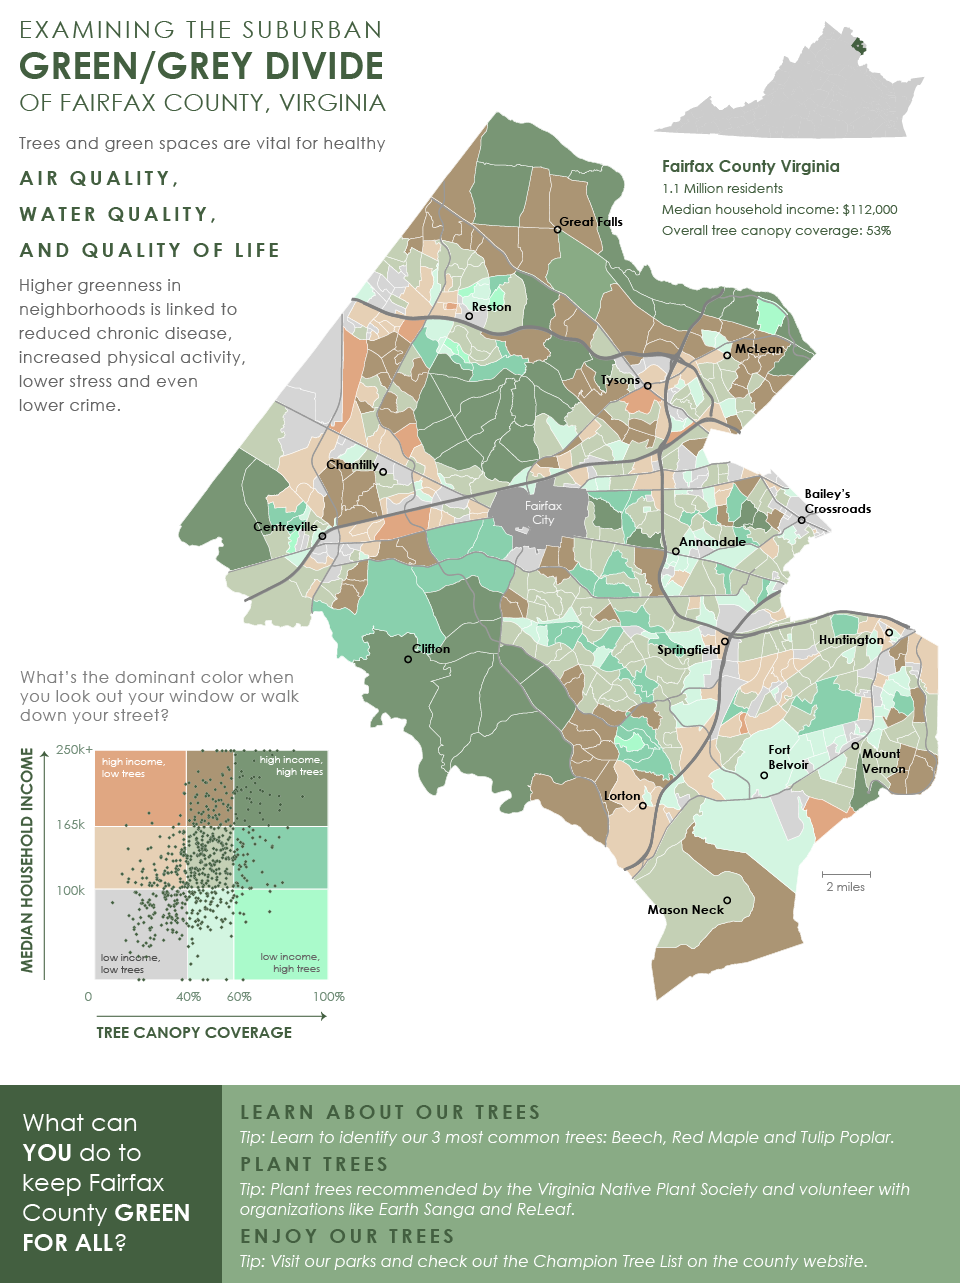 EXAMINING THE SUBURBAN
GREEN/GREY DIVIDE
OF FAIRFAX COUNTY, VIRGINIA
Trees and green spaces are vital for healthy
AIR QUALITY,
WATER QUALITY,
AND QUALITY OF LIFE
Higher greenness in
neighborhoods is linked to
reduced chronic disease,
increased physical activity,
lower stress and even
lower crime.
Fairfax County Virginia
1.1 Million residents
Median household income: $112,000
Overall tree canopy coverage: 53%
Great Falls
Reston
McLean
Tysons
Chantilly
Bailey's
Crossroads
Fairfax
City
Centreville
Annandale
Huntington
Clifton
Springfield
Fort
Belvoir
Mount
Vernon
Lorton
2 miles
Mason Neck
What's the dominant color when
you look out your window or walk
down your street?
MEDIAN HOUSEHOLD INCOME
250k+
165k
100k
high income,
low trees
high income,
high trees
low income,
low trees
low income,
high trees
0
40%
60%
100%
TREE CANOPY COVERAGE
What can
YOU do to
keep Fairfax
County GREEN
FOR ALL?
LEARN ABOUT OUR TREES
Tip: Learn to identify our 3 most common trees: Beech, Red Maple and Tulip Poplar.
PLANT TREES
Tip: Plant trees recommended by the Virginia Native Plant Society and volunteer with
organizations like Earth Sanga and ReLeaf.
ENJOY OUR TREES
Tip: Visit our parks and check out the Champion Tree List on the county website.